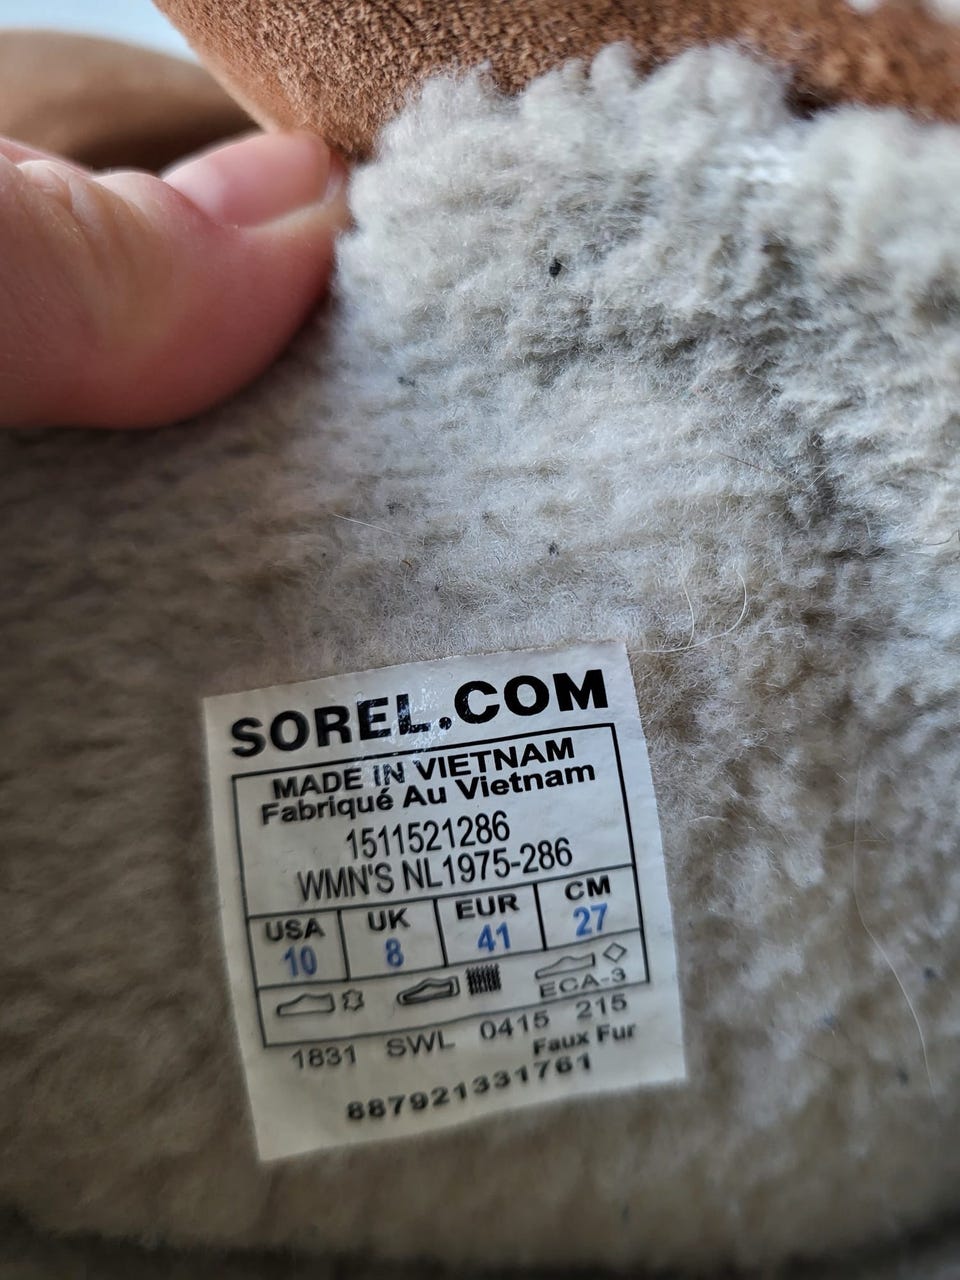 SOREL.COM
MADE IN VIETNAM
Fabriqué Au Vietnam
1511521286
WMN'S NL1975-286
USA UK EUR CM
10 8 41 27
ECA-3
1831 SWL 0415 215
Faux Fur
887921331761